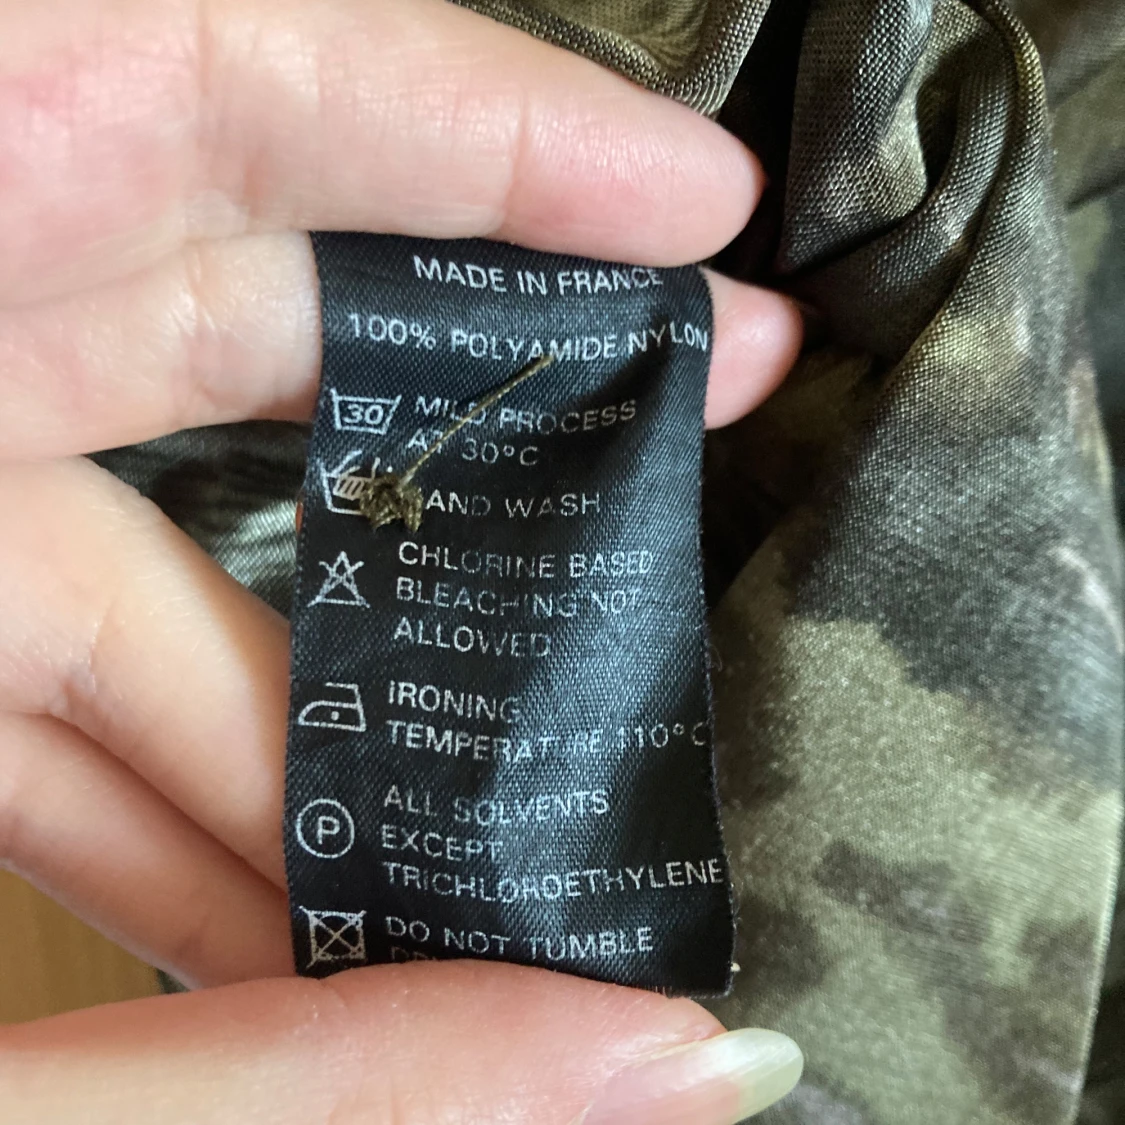 MADE IN FRANCE
100% POLYAMIDE NYLON
30 MILD PROCESS
AT 30°C
HAND WASH
CHLORINE BASED
BLEACHING NOT
ALLOWED
IRONING
TEMPERATURE 110°C
P ALL SOLVENTS
EXCEPT
TRICHLOROETHYLENE
DO NOT TUMBLE